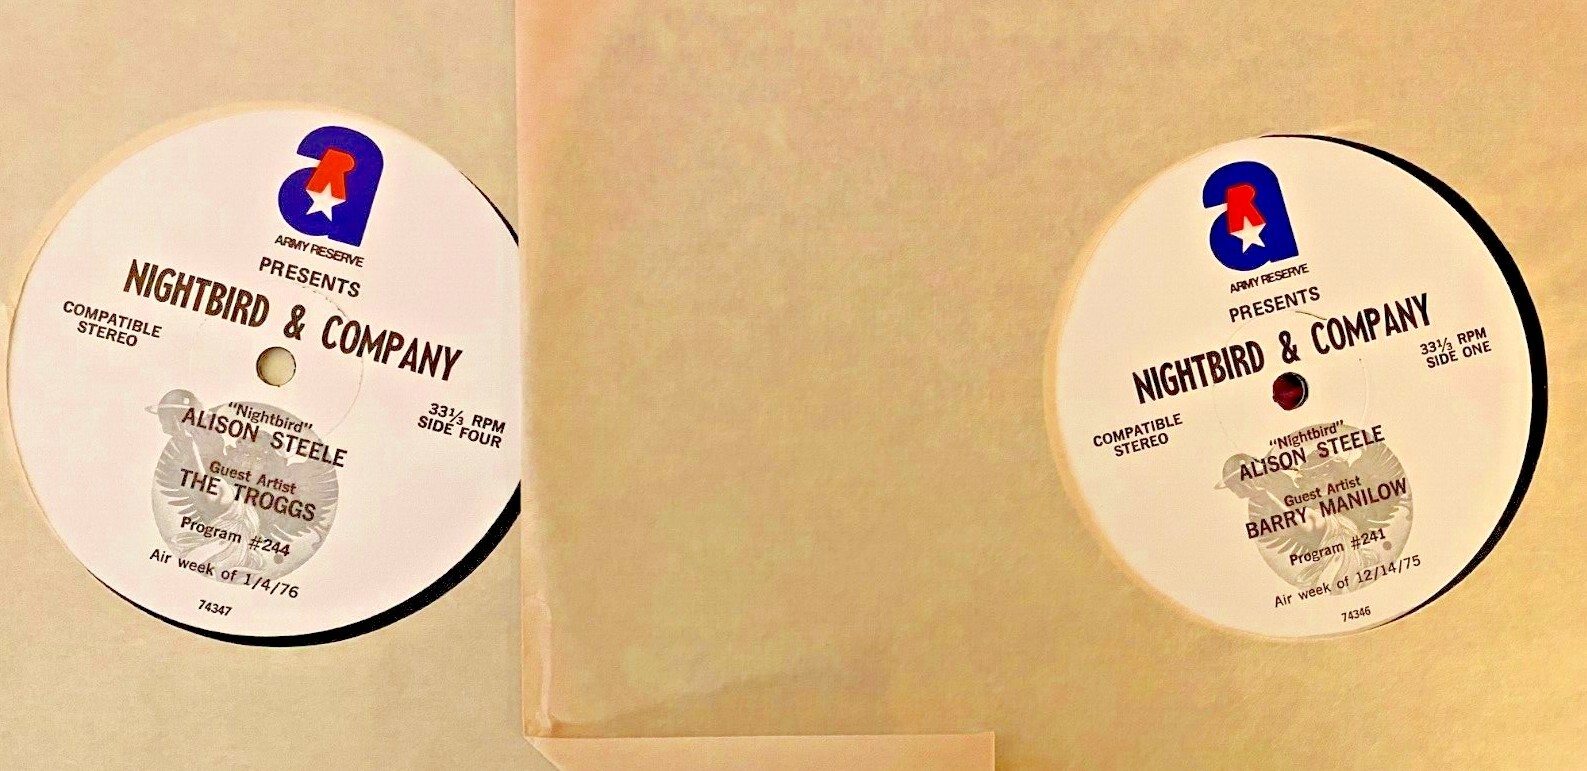 ARMY RESERVE
PRESENTS
NIGHTBIRD & COMPANY
COMPATIBLE
STEREO
33⅓ RPM
SIDE FOUR
"Nightbird"
ALISON STEELE
Guest Artist
THE TROGGS
Program #244
Air week of 1/4/76
74347
ARMY RESERVE
PRESENTS
NIGHTBIRD & COMPANY
33⅓ RPM
SIDE ONE
COMPATIBLE
STEREO
"Nightbird"
ALISON STEELE
Guest Artist
BARRY MANILOW
Program #241
Air week of 12/14/75
74346